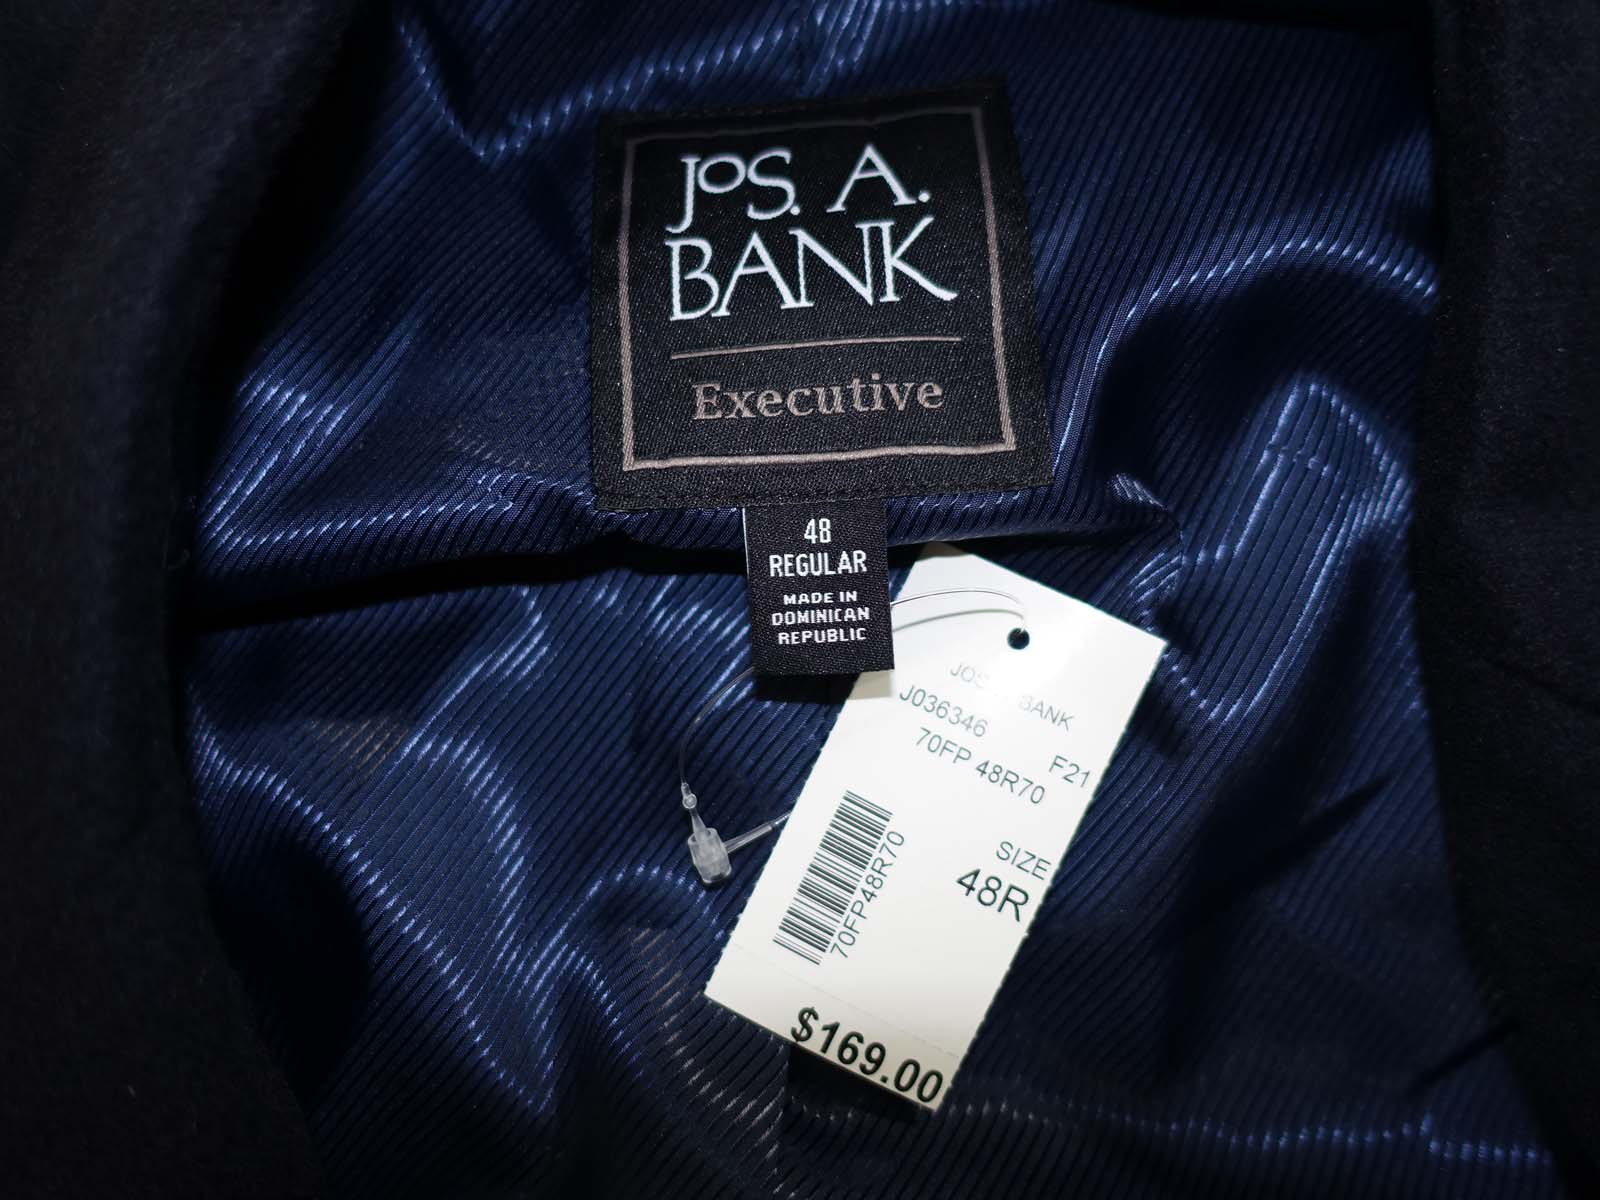 JOS. A.
BANK
Executive
48
REGULAR
MADE IN
DOMINICAN
REPUBLIC
JOS BANK
J036346
F21
70FP 48R70
SIZE
48R
70FP48R70
$169.00